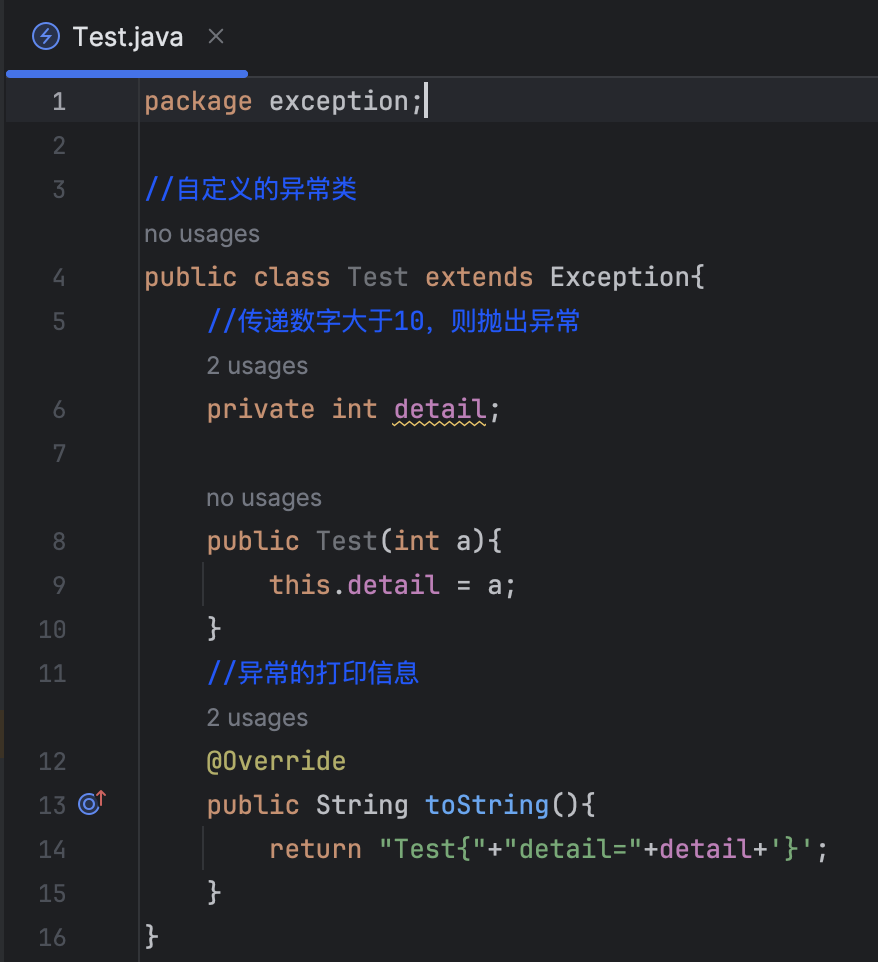 Test.java
1 package exception;
2
3 //自定义的异常类
no usages
4 public class Test extends Exception{
5 //传递数字大于10，则抛出异常
2 usages
6 private int detail;
7
no usages
8 public Test(int a){
9 this.detail = a;
10 }
11 //异常的打印信息
2 usages
12 @Override
13 public String toString(){
14 return "Test{"+"detail="+detail+'}';
15 }
16 }